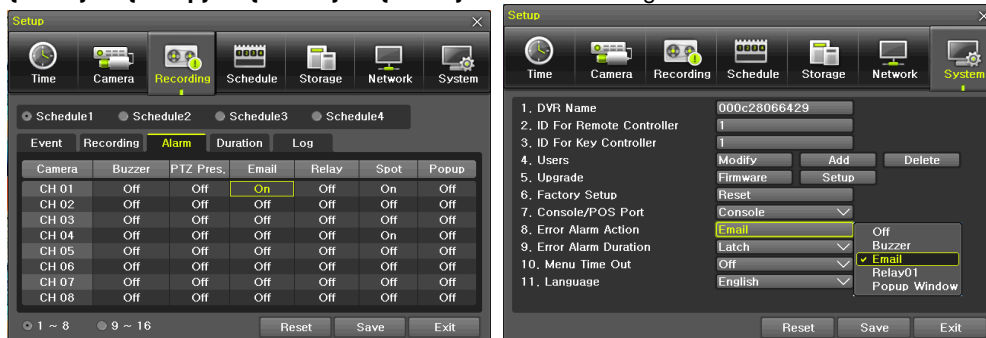 Setup
Time Camera Recording Schedule Storage Network System
Schedule1 Schedule2 Schedule3 Schedule4
Event Recording Alarm Duration Log
Camera Buzzer PTZ Pres. Email Relay Spot Popup
CH 01 Off Off On Off On Off
CH 02 Off Off Off Off Off Off
CH 03 Off Off Off Off Off Off
CH 04 Off Off Off Off On Off
CH 05 Off Off Off Off Off Off
CH 06 Off Off Off Off Off Off
CH 07 Off Off Off Off Off Off
CH 08 Off Off Off Off Off Off
1 ~ 8 9 ~ 16 Reset Save Exit
Setup
Time Camera Recording Schedule Storage Network System
1. DVR Name 000c28066429
2. ID For Remote Controller 1
3. ID For Key Controller 1
4. Users Modify Add Delete
5. Upgrade Firmware Setup
6. Factory Setup Reset
7. Console/POS Port Console
8. Error Alarm Action Email
9. Error Alarm Duration Latch
10. Menu Time Out Off
11. Language English
Off
Buzzer
Email
Relay01
Popup Window
Reset Save Exit